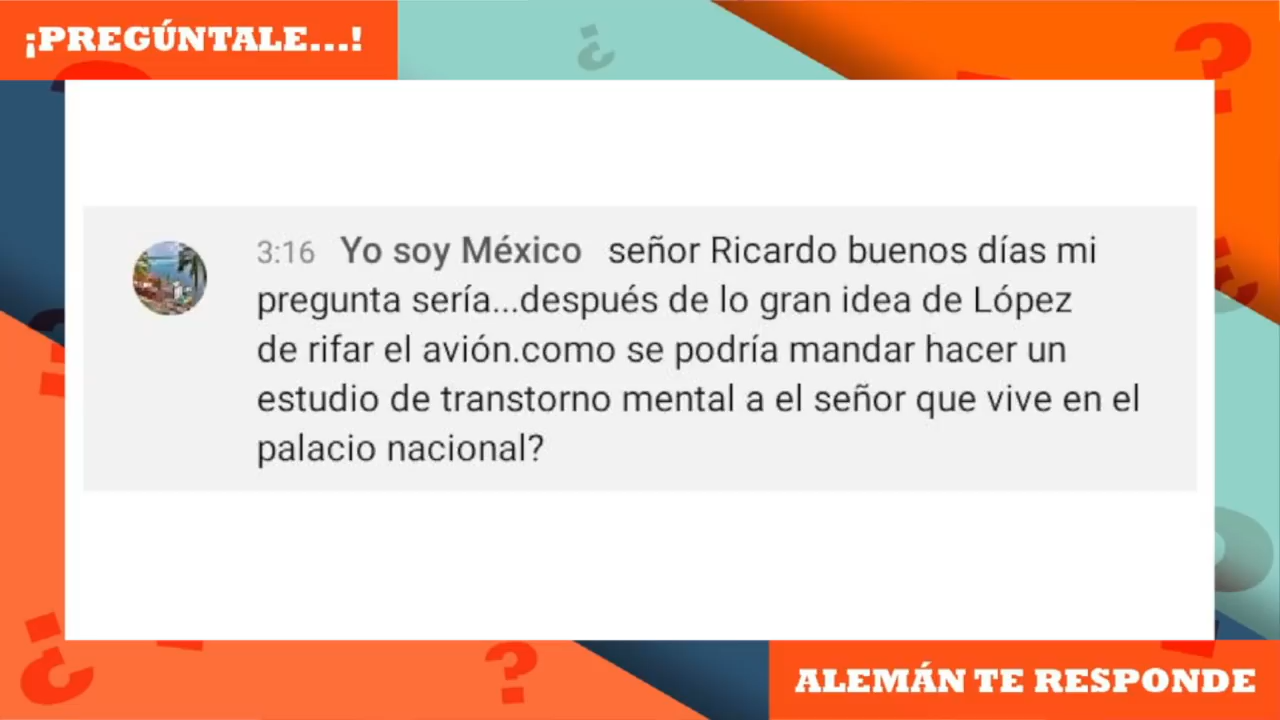 ¡PREGÚNTALE...!
3:16 Yo soy México señor Ricardo buenos días mi
pregunta sería...después de lo gran idea de López
de rifar el avión.como se podría mandar hacer un
estudio de transtorno mental a el señor que vive en el
palacio nacional?
ALEMÁN TE RESPONDE